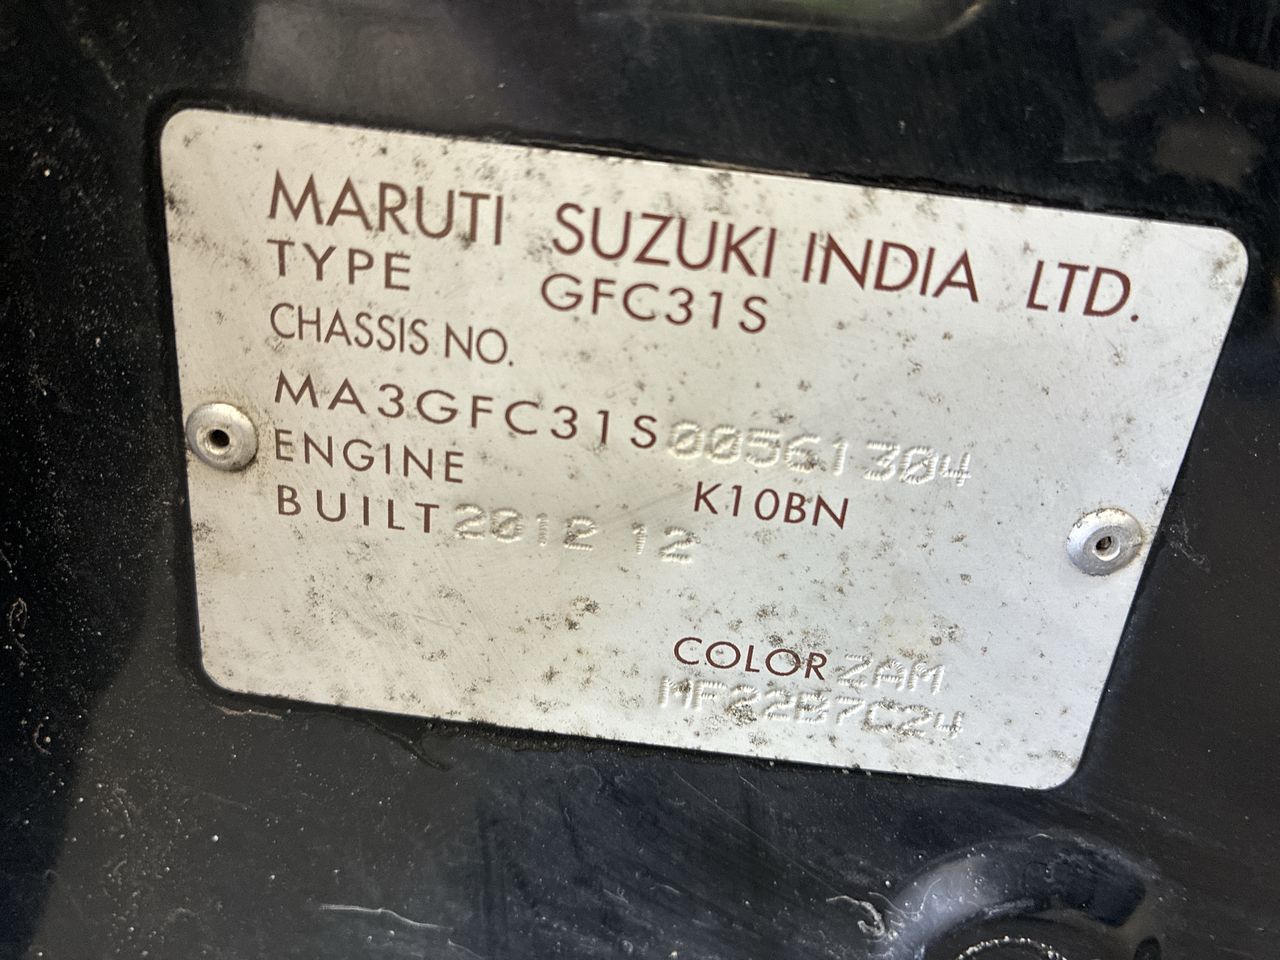 MARUTI SUZUKI INDIA LTD.
TYPE GFC31S
CHASSIS NO.
MA3GFC31S00561304
ENGINE K10BN
BUILT 2012 12
COLOR ZAM
MF22B7C24